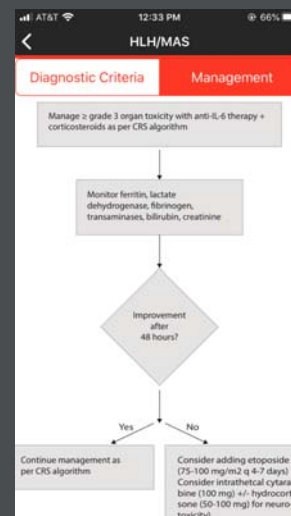 AT&T 12:33 PM 66%
HLH/MAS
Diagnostic Criteria Management
Manage ≥ grade 3 organ toxicity with anti-IL-6 therapy +
corticosteroids as per CRS algorithm
Monitor ferritin, lactate
dehydrogenase, fibrinogen,
transaminases, bilirubin, creatinine
Improvement
after
48 hours?
Yes No
Continue management as
per CRS algorithm
Consider adding etoposide
(75-100 mg/m2 q 4-7 days)
Consider intrathetcal cytara-
bine (100 mg) +/- hydrocort
sone (50-100 mg) for neuro-
toxicity)